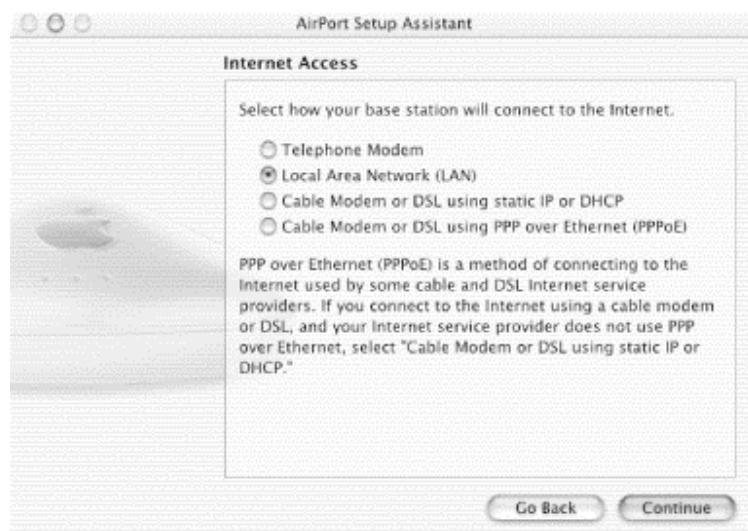 AirPort Setup Assistant
Internet Access
Select how your base station will connect to the Internet.
Telephone Modem
Local Area Network (LAN)
Cable Modem or DSL using static IP or DHCP
Cable Modem or DSL using PPP over Ethernet (PPPoE)
PPP over Ethernet (PPPoE) is a method of connecting to the
Internet used by some cable and DSL Internet service
providers. If you connect to the Internet using a cable modem
or DSL, and your Internet service provider does not use PPP
over Ethernet, select "Cable Modem or DSL using static IP or
DHCP."
Go Back
Continue